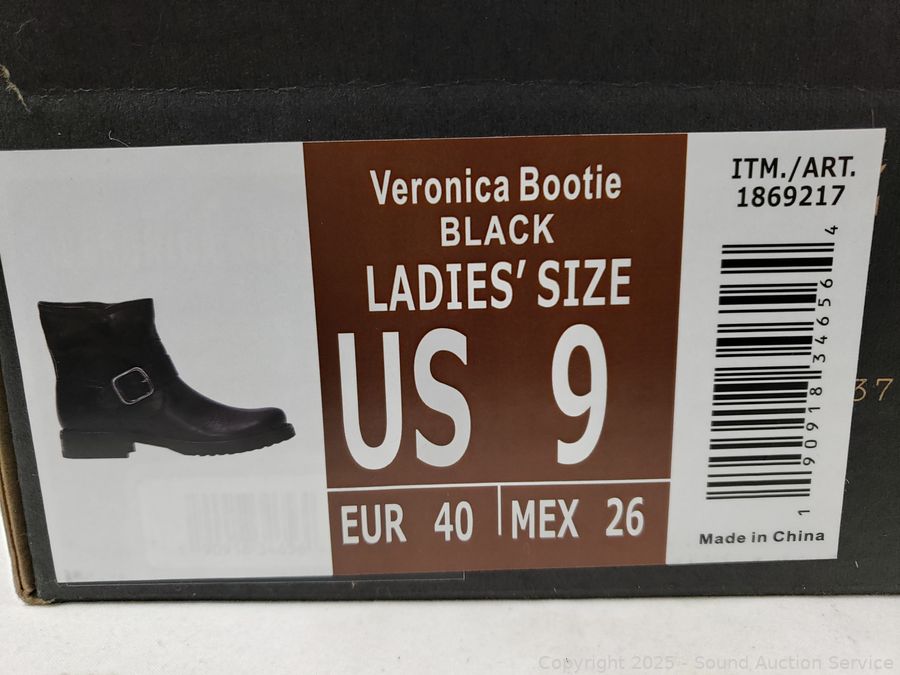 Veronica Bootie
BLACK
LADIES' SIZE
US 9
EUR 40
MEX 26
ITM./ART.
1869217
1 90918 34656 4
Made in China
37
Copyright 2025 - Sound Auction Service